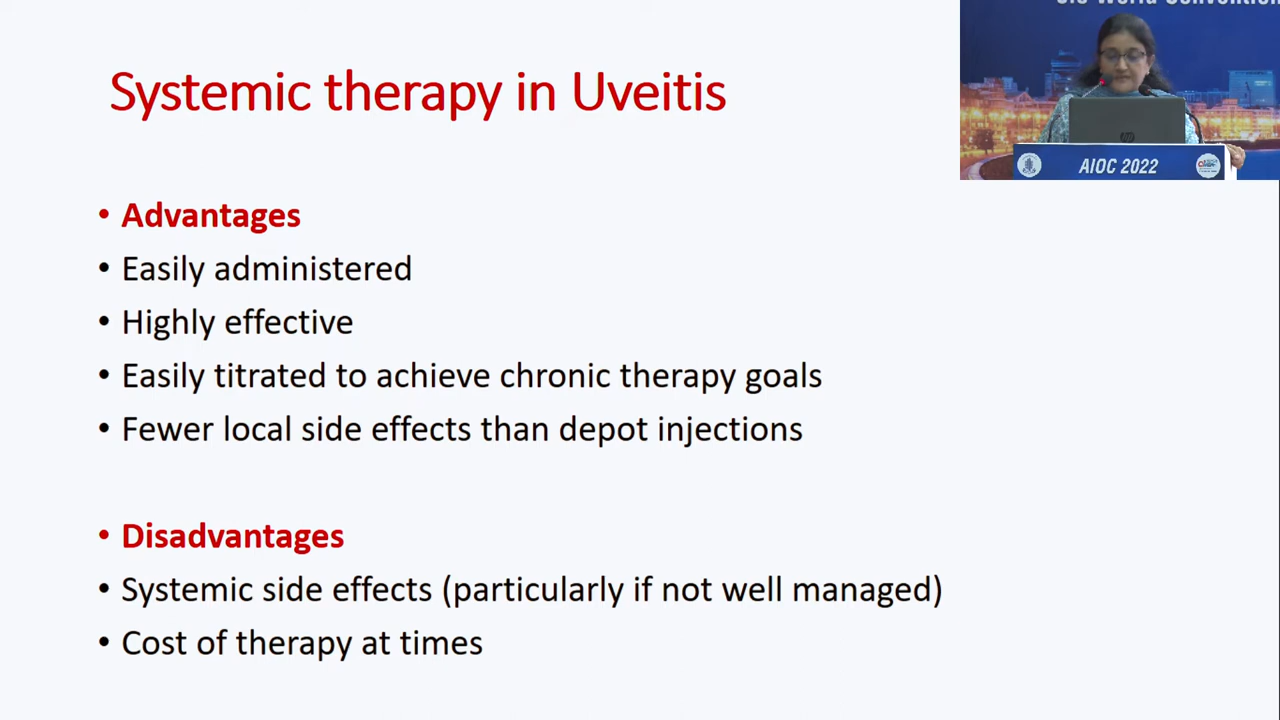 Systemic therapy in Uveitis
• Advantages
• Easily administered
• Highly effective
• Easily titrated to achieve chronic therapy goals
• Fewer local side effects than depot injections
• Disadvantages
• Systemic side effects (particularly if not well managed)
• Cost of therapy at times
AIOC 2022
hp